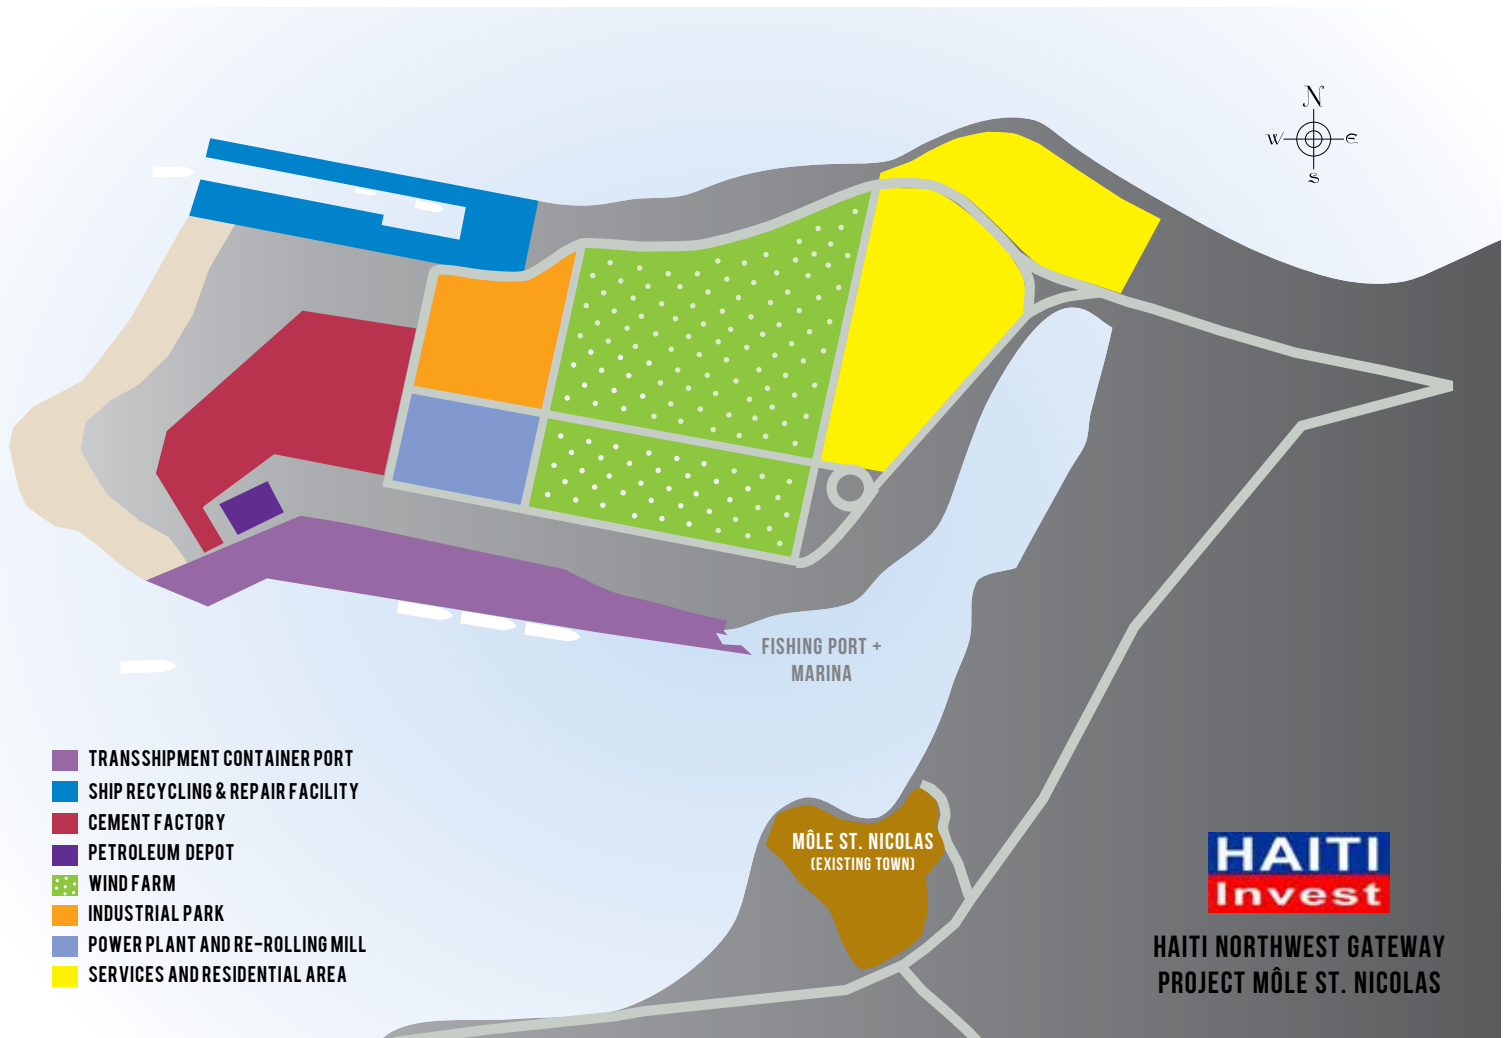 N
W
E
S
FISHING PORT +
MARINA
TRANSSHIPMENT CONTAINER PORT
SHIP RECYCLING & REPAIR FACILITY
CEMENT FACTORY
PETROLEUM DEPOT
WIND FARM
INDUSTRIAL PARK
POWER PLANT AND RE-ROLLING MILL
SERVICES AND RESIDENTIAL AREA
MÔLE ST. NICOLAS
(EXISTING TOWN)
HAITI
Invest
HAITI NORTHWEST GATEWAY
PROJECT MÔLE ST. NICOLAS